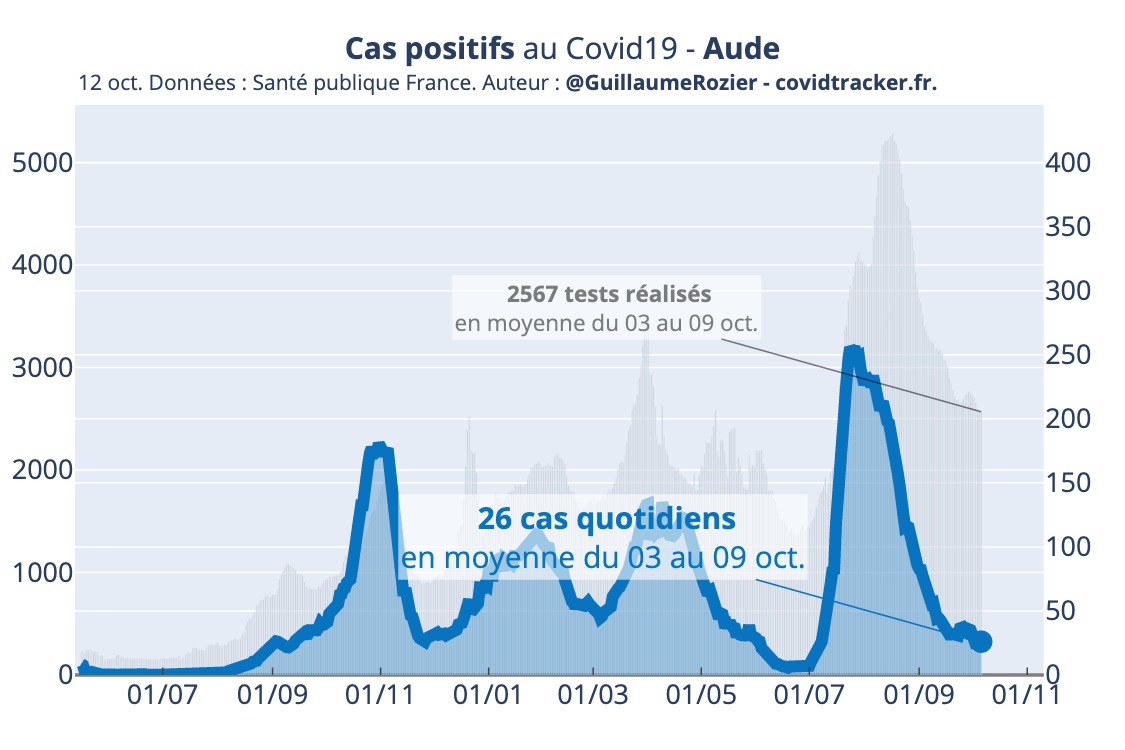 Cas positifs au Covid19 - Aude
12 oct. Données : Santé publique France. Auteur : @GuillaumeRozier - covidtracker.fr.
5000
4000
3000
2000
1000
0
400
350
300
250
200
150
100
50
0
2567 tests réalisés
en moyenne du 03 au 09 oct.
26 cas quotidiens
en moyenne du 03 au 09 oct.
01/07 01/09 01/11 01/01 01/03 01/05 01/07 01/09 01/11